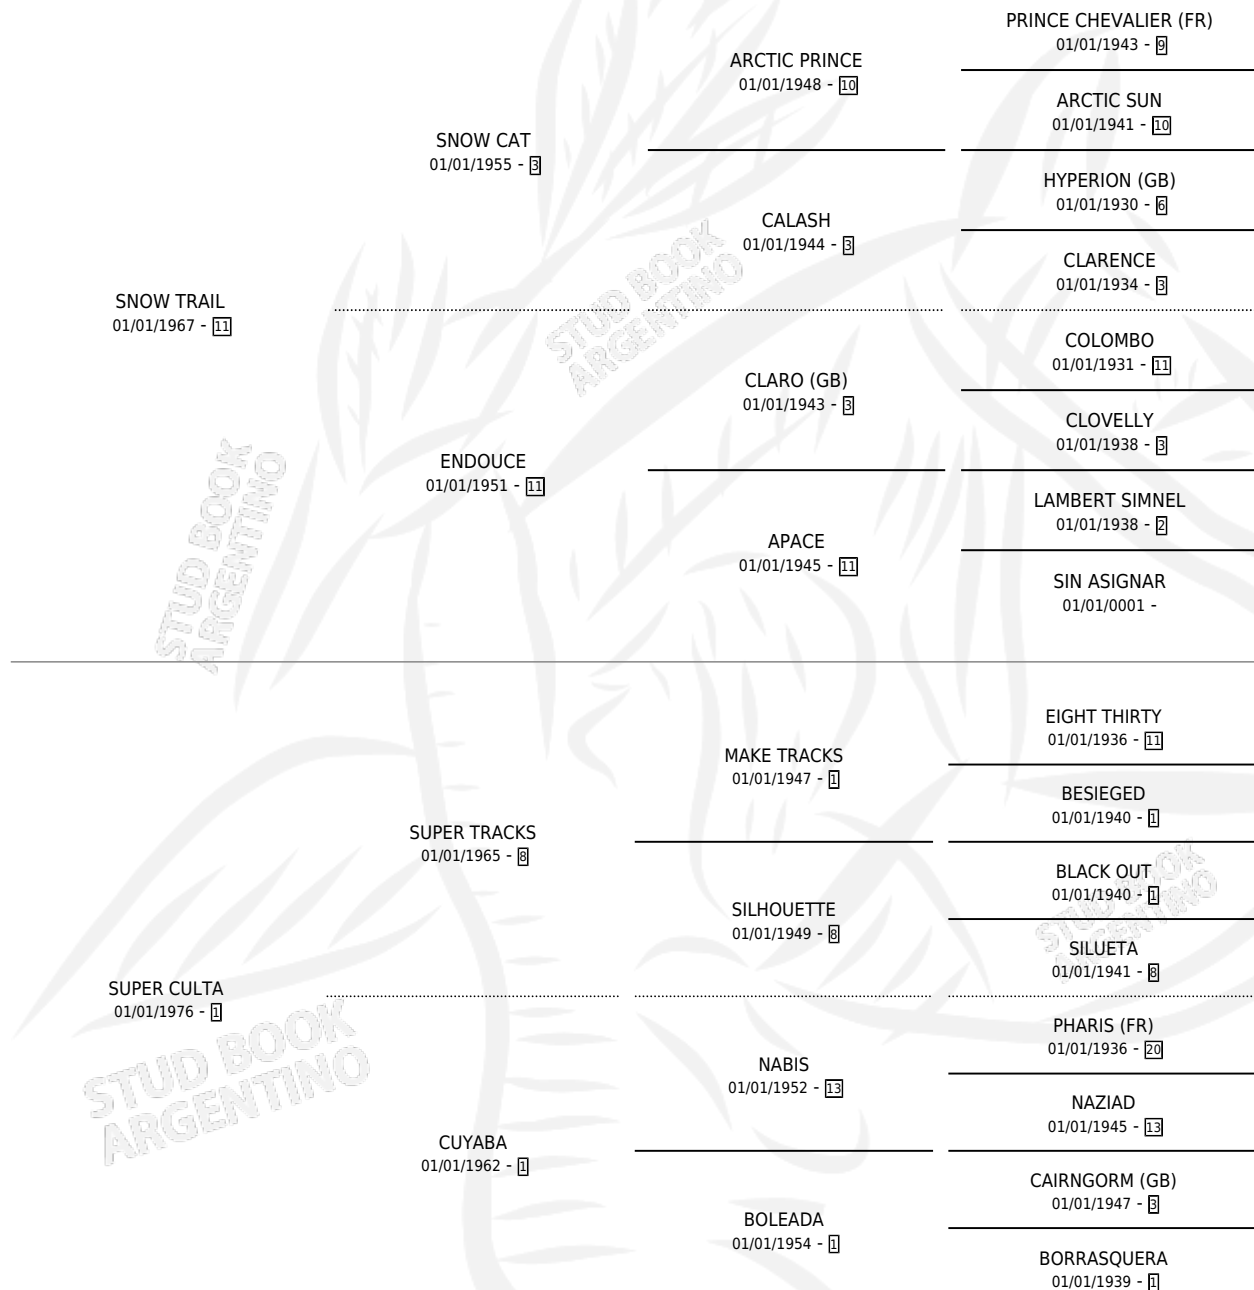 PRINCE CHEVALIER (FR)
01/01/1943 - 9
ARCTIC PRINCE
01/01/1948 - 10
ARCTIC SUN
01/01/1941 - 10
SNOW CAT
01/01/1955 - 3
HYPERION (GB)
01/01/1930 - 6
CALASH
01/01/1944 - 3
CLARENCE
01/01/1934 - 3
STUD BOOK
ARGENTINO
SNOW TRAIL
01/01/1967 - 11
COLOMBO
01/01/1931 - 11
CLARO (GB)
01/01/1943 - 3
CLOVELLY
01/01/1938 - 3
ENDOUCE
01/01/1951 - 11
LAMBERT SIMNEL
01/01/1938 - 2
APACE
01/01/1945 - 11
SIN ASIGNAR
01/01/0001 -
STUD BOOK
ARGENTINO
EIGHT THIRTY
01/01/1936 - 11
MAKE TRACKS
01/01/1947 - 1
BESIEGED
01/01/1940 - 1
SUPER TRACKS
01/01/1965 - 8
BLACK OUT
01/01/1940 - 1
SILHOUETTE
01/01/1949 - 8
SILUETA
01/01/1941 - 8
STUD BOOK
ARGENTINO
SUPER CULTA
01/01/1976 - 1
PHARIS (FR)
01/01/1936 - 20
NABIS
01/01/1952 - 13
NAZIAD
01/01/1945 - 13
STUD BOOK
ARGENTINO
CUYABA
01/01/1962 - 1
CAIRNGORM (GB)
01/01/1947 - 3
BOLEADA
01/01/1954 - 1
BORRASQUERA
01/01/1939 - 1